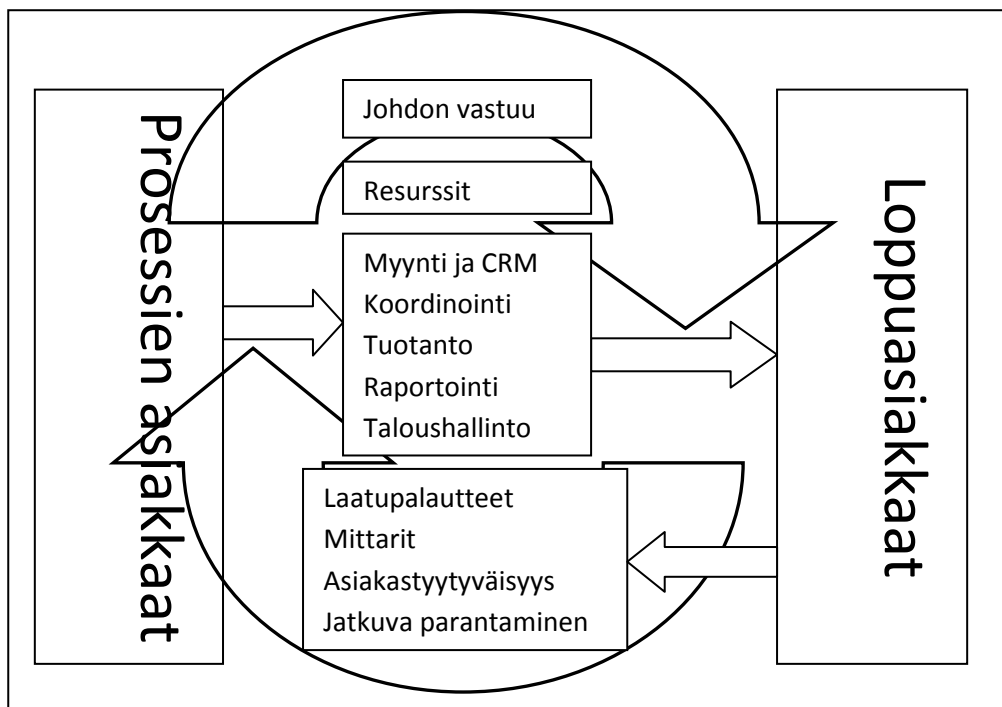 Prosessien asiakkaat
Johdon vastuu
Resurssit
Myynti ja CRM
Koordinointi
Tuotanto
Raportointi
Taloushallinto
Laatupalautteet
Mittarit
Asiakastyytyväisyys
Jatkuva parantaminen
Loppuasiakkaat